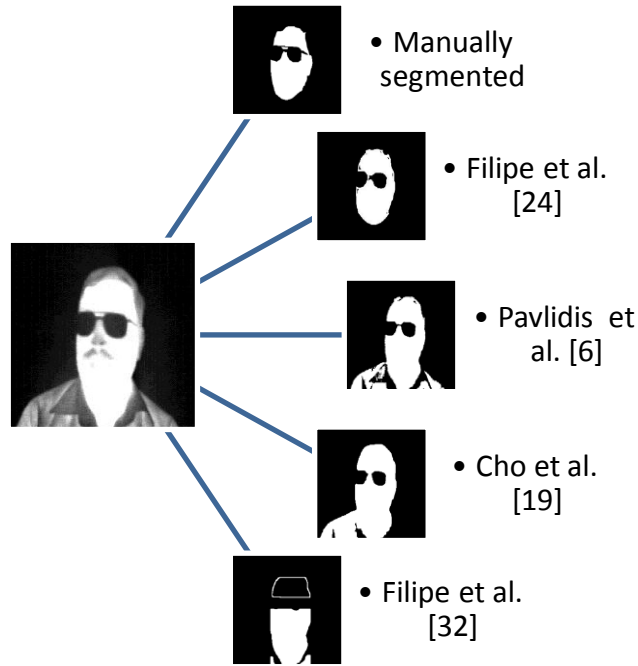 • Manually
segmented
• Filipe et al.
[24]
• Pavlidis et
al. [6]
• Cho et al.
[19]
• Filipe et al.
[32]